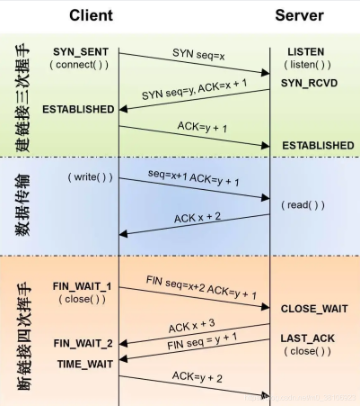 Client Server
建链接三次握手
SYN_SENT
( connect( ) )
SYN seq=x
LISTEN
( listen( ) )
SYN_RCVD
SYN seq=y, ACK=x + 1
ESTABLISHED
ACK=y + 1
ESTABLISHED
数据传输
( write( ) )
seq=x+1 ACK=y + 1
( read( ) )
ACK x + 2
断链接四次挥手
FIN_WAIT_1
( close( ) )
FIN seq=x+2 ACK=y + 1
CLOSE_WAIT
ACK x + 3
FIN seq = y + 1
LAST_ACK
( close( ) )
FIN_WAIT_2
TIME_WAIT
ACK=y + 2